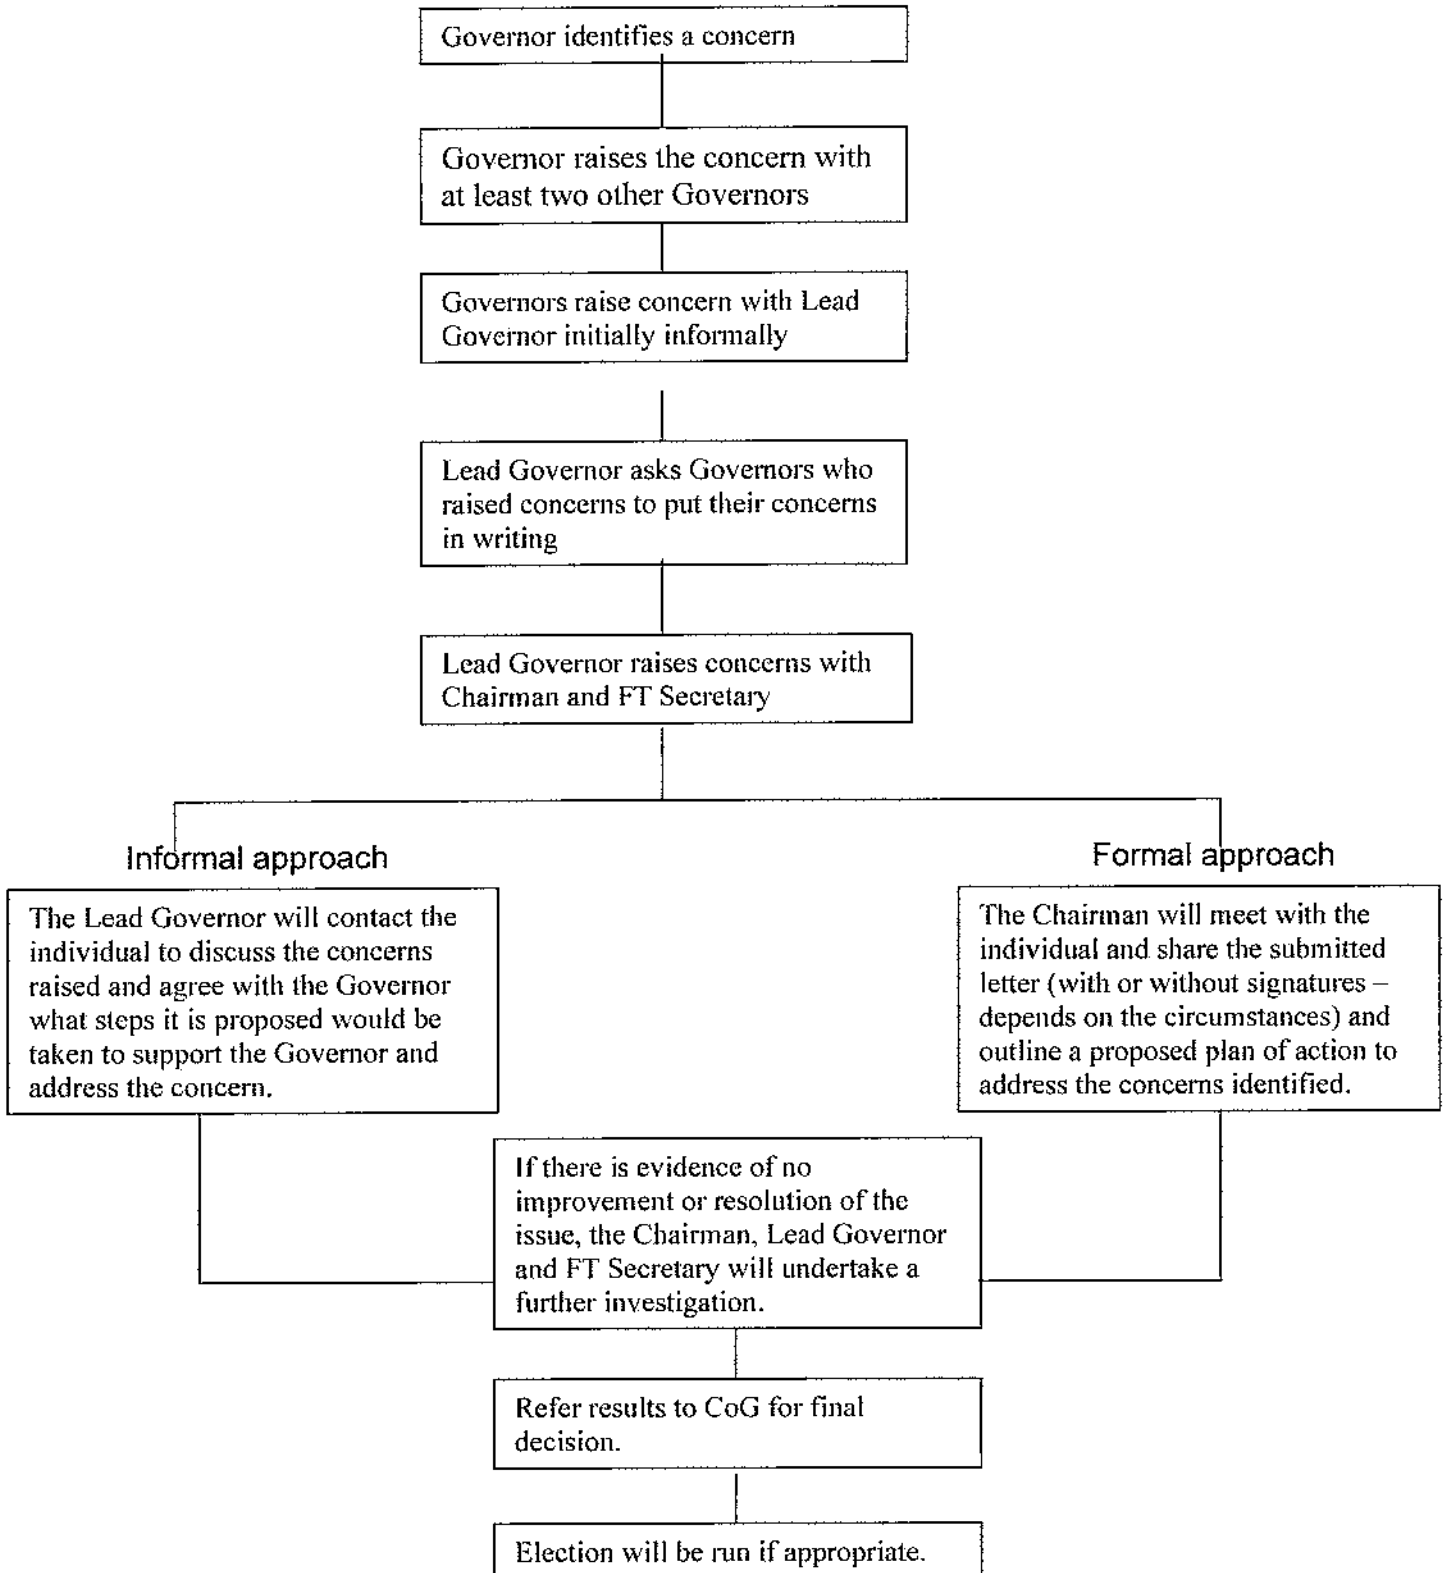 Governor identifies a concern
Governor raises the concern with
at least two other Governors
Governors raise concern with Lead
Governor initially informally
Lead Governor asks Governors who
raised concerns to put their concerns
in writing
Lead Governor raises concerns with
Chairman and FT Secretary
Informal approach
The Lead Governor will contact the
individual to discuss the concerns
raised and agree with the Governor
what steps it is proposed would be
taken to support the Governor and
address the concern.
Formal approach
The Chairman will meet with the
individual and share the submitted
letter (with or without signatures –
depends on the circumstances) and
outline a proposed plan of action to
address the concerns identified.
If there is evidence of no
improvement or resolution of the
issue, the Chairman, Lead Governor
and FT Secretary will undertake a
further investigation.
Refer results to CoG for final
decision.
Election will be run if appropriate.